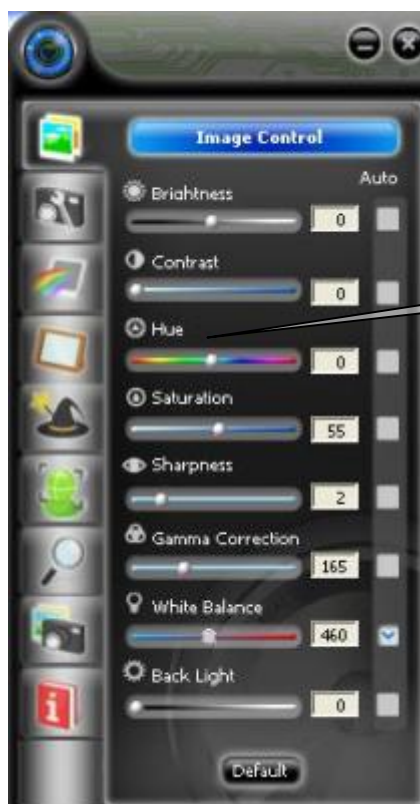 Image Control
Auto
Brightness
0
Contrast
0
Hue
0
Saturation
55
Sharpness
2
Gamma Correction
165
White Balance
460
Back Light
0
Default